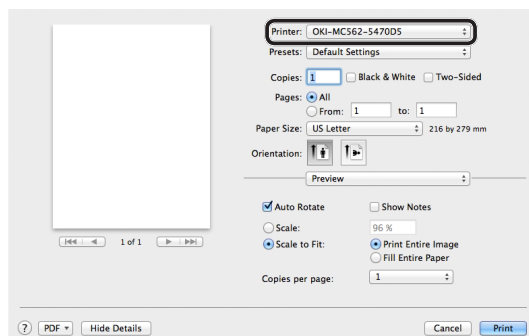 Printer: OKI-MC562-5470D5
Presets: Default Settings
Copies: 1 Black & White Two-Sided
Pages: All
From: 1 to: 1
Paper Size: US Letter 216 by 279 mm
Orientation:
Preview
Auto Rotate Show Notes
Scale: 96 %
Scale to Fit: Print Entire Image
Fill Entire Paper
Copies per page: 1
1 of 1
? PDF Hide Details Cancel Print